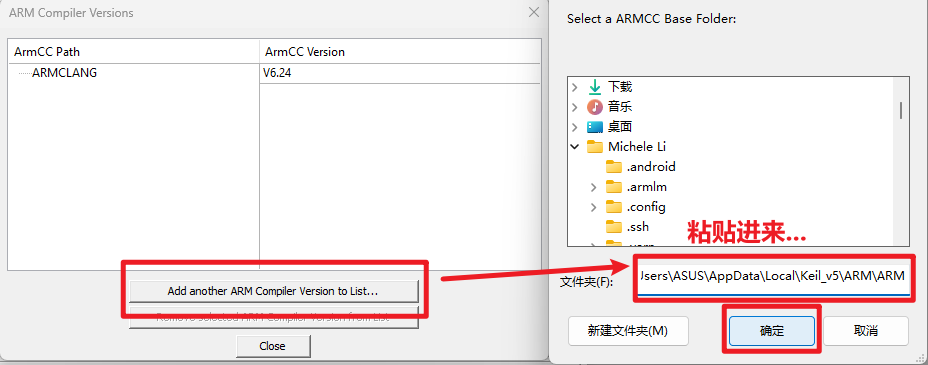 ARM Compiler Versions
ArmCC Path
ArmCC Version
ARMCLANG
V6.24
Add another ARM Compiler Version to List...
Remove selected ARM Compiler Version from List
Close
Select a ARMCC Base Folder:
下载
音乐
桌面
Michele Li
.android
.armlm
.config
.ssh
粘贴进来...
文件夹(F):
Users\ASUS\AppData\Local\Keil_v5\ARM\ARM
新建文件夹(M)
确定
取消